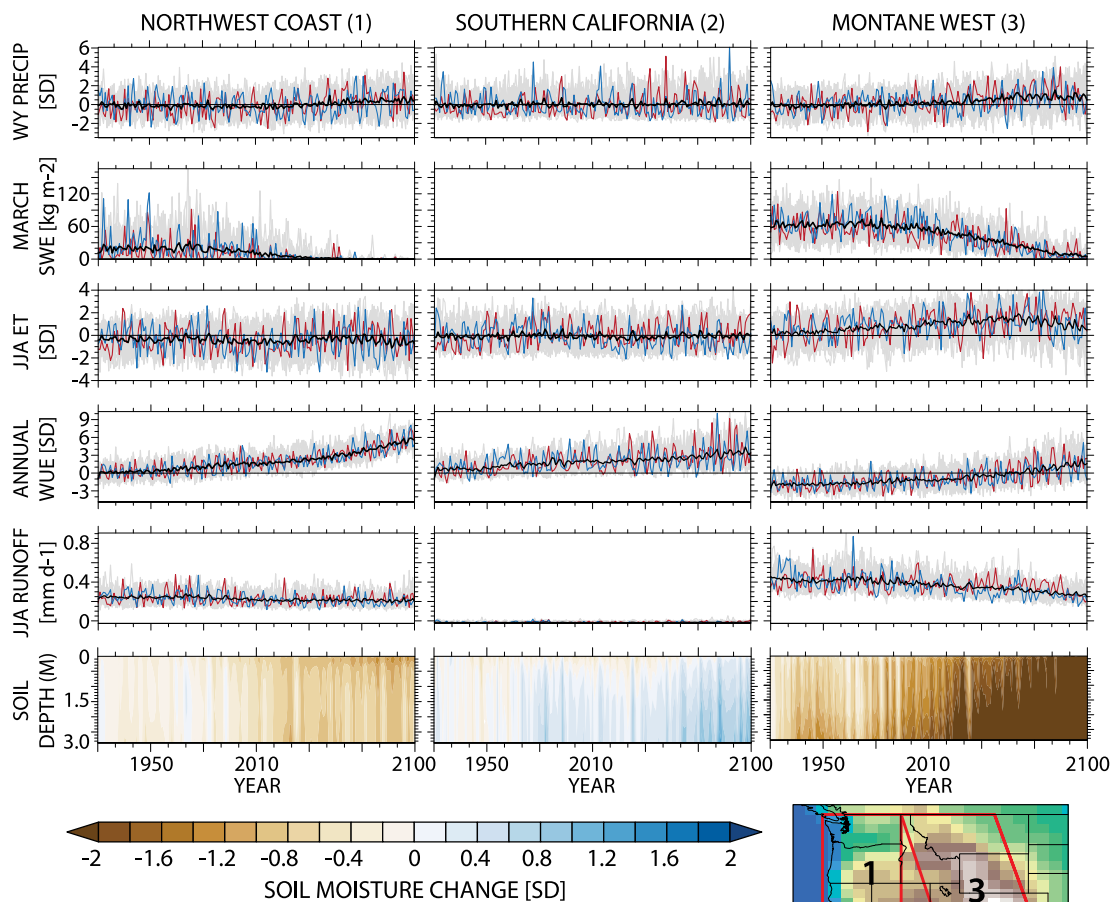 NORTHWEST COAST (1) SOUTHERN CALIFORNIA (2) MONTANE WEST (3)
WY PRECIP
[SD]
6
4
2
0
-2
MARCH
SWE [kg m-2]
120
60
0
JJA ET
[SD]
4
2
0
-2
-4
ANNUAL
WUE [SD]
9
6
3
0
-3
JJA RUNOFF
[mm d-1]
0.8
0.4
0
SOIL
DEPTH (M)
0
1.5
3.0
1950 2010 2100 1950 2010 2100 1950 2010 2100
YEAR YEAR YEAR
-2 -1.6 -1.2 -0.8 -0.4 0 0.4 0.8 1.2 1.6 2
SOIL MOISTURE CHANGE [SD]
1
3